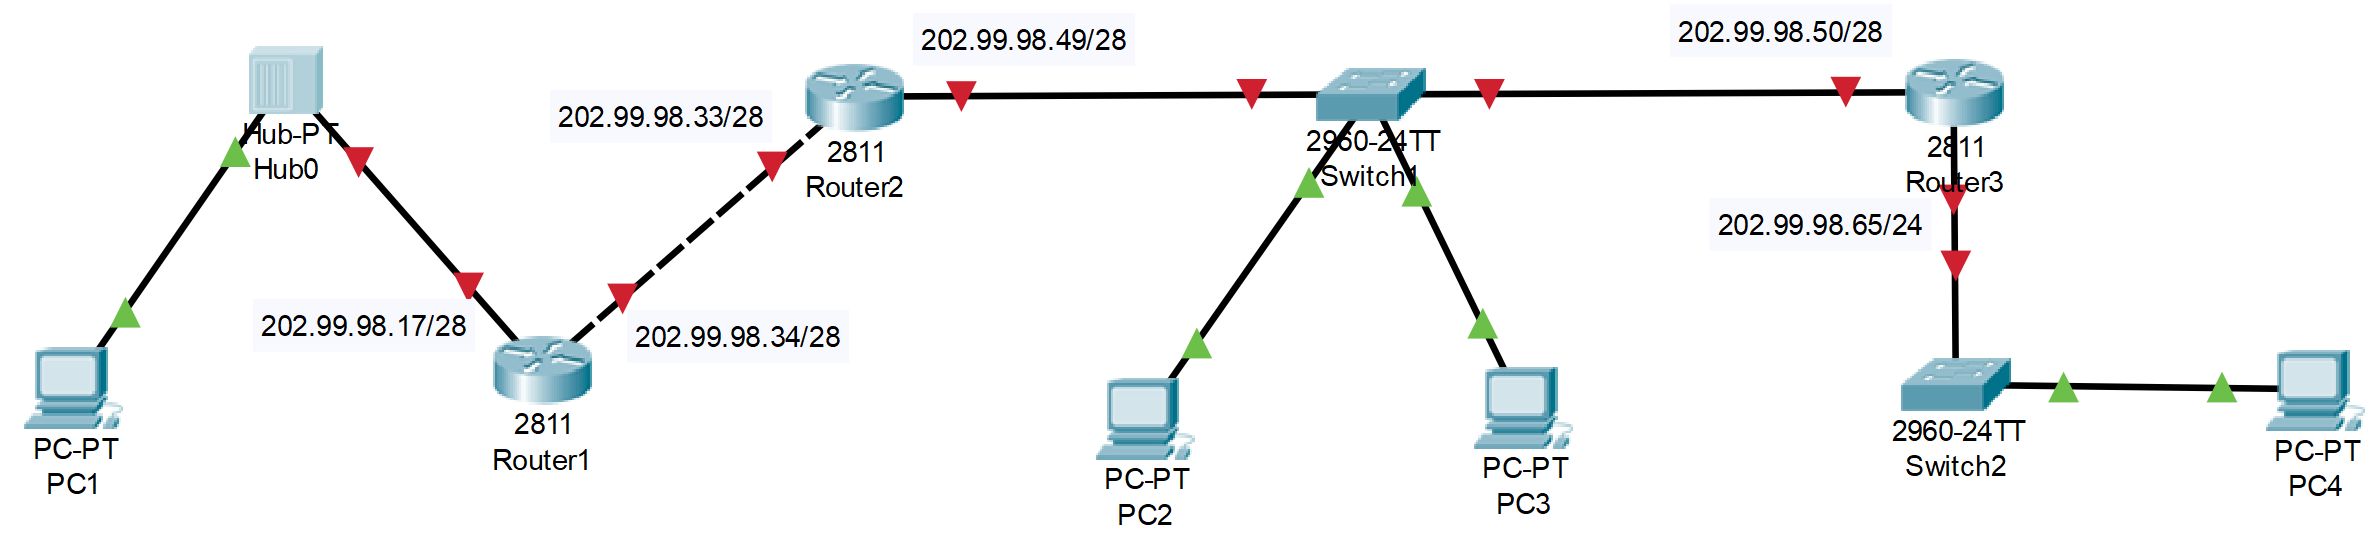 202.99.98.49/28
202.99.98.50/28
202.99.98.33/28
Hub-PT
Hub0
2811
Router2
2960-24TT
Switch1
2811
Router3
202.99.98.65/24
202.99.98.17/28
202.99.98.34/28
2811
Router1
PC-PT
PC1
PC-PT
PC2
PC-PT
PC3
2960-24TT
Switch2
PC-PT
PC4